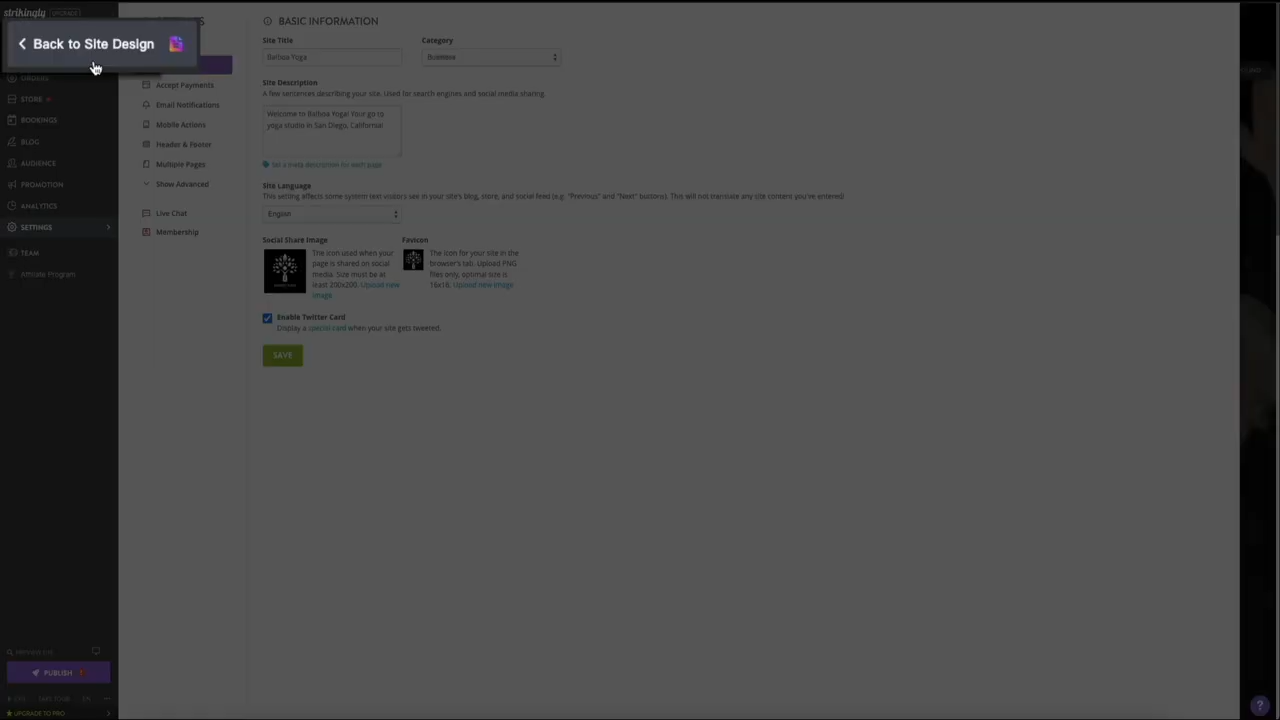 strikingly UPGRADE
Back to Site Design
ORDERS
STORE
BOOKINGS
BLOG
AUDIENCE
PROMOTION
ANALYTICS
SETTINGS
TEAM
Affiliate Program
PREVIEW SITE
PUBLISH
TAKE TOUR
UPGRADE TO PRO
Accept Payments
Email Notifications
Mobile Actions
Header & Footer
Multiple Pages
Show Advanced
Live Chat
Membership
BASIC INFORMATION
Site Title
Category
Balboa Yoga
Business
Site Description
A few sentences describing your site. Used for search engines and social media sharing.
Welcome to Balboa Yoga! Your go to
yoga studio in San Diego, California!
Set a meta description for each page
Site Language
This setting affects some system text visitors see in your site's blog, store, and social feed (e.g. "Previous" and "Next" buttons). This will not translate any site content you've entered!
English
Social Share Image
The icon used when your
page is shared on social
media. Size must be at
least 200x200. Upload new
image
Favicon
The icon for your site in the
browser's tab. Upload PNG
files only, optimal size is
16x16. Upload new image
Enable Twitter Card
Display a special card when your site gets tweeted.
SAVE
?